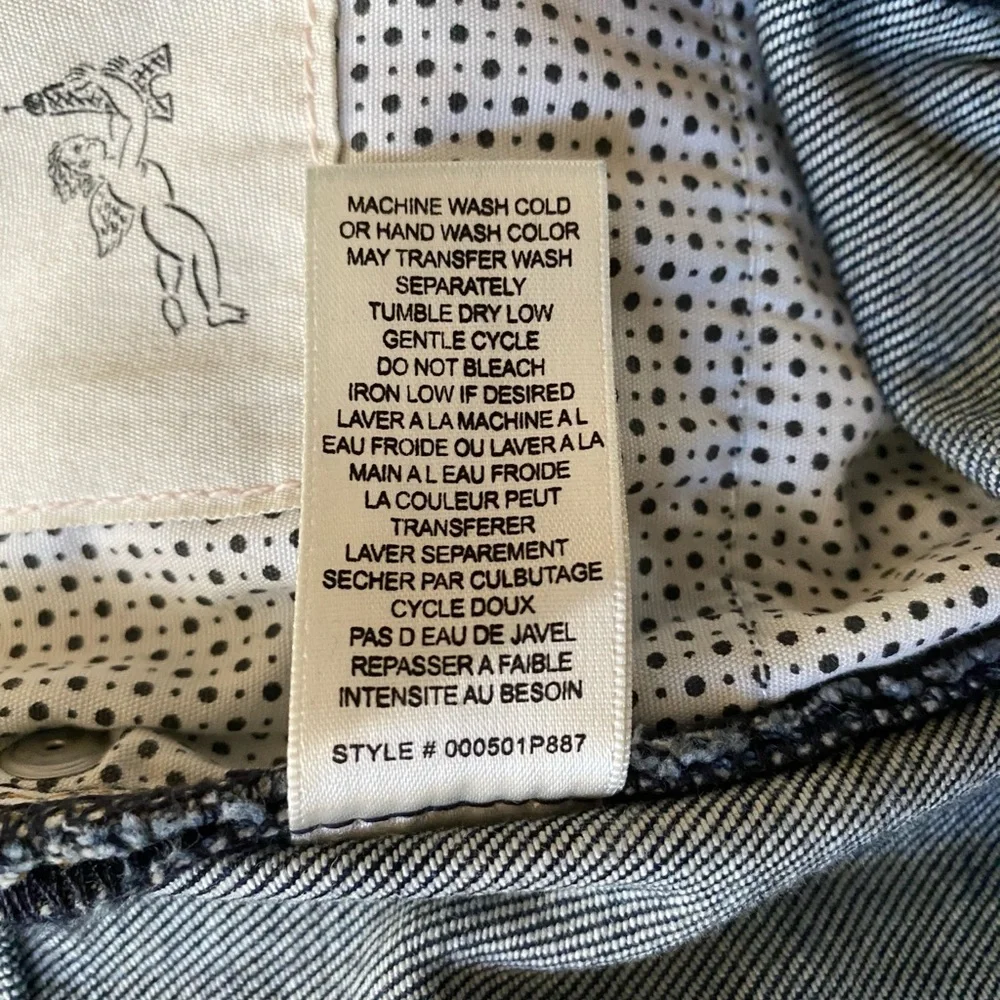 MACHINE WASH COLD
OR HAND WASH COLOR
MAY TRANSFER WASH
SEPARATELY
TUMBLE DRY LOW
GENTLE CYCLE
DO NOT BLEACH
IRON LOW IF DESIRED
LAVER A LA MACHINE A L
EAU FROIDE OU LAVER A LA
MAIN A L EAU FROIDE
LA COULEUR PEUT
TRANSFERER
LAVER SEPAREMENT
SECHER PAR CULBUTAGE
CYCLE DOUX
PAS D EAU DE JAVEL
REPASSER A FAIBLE
INTENSITE AU BESOIN
STYLE # 000501P887